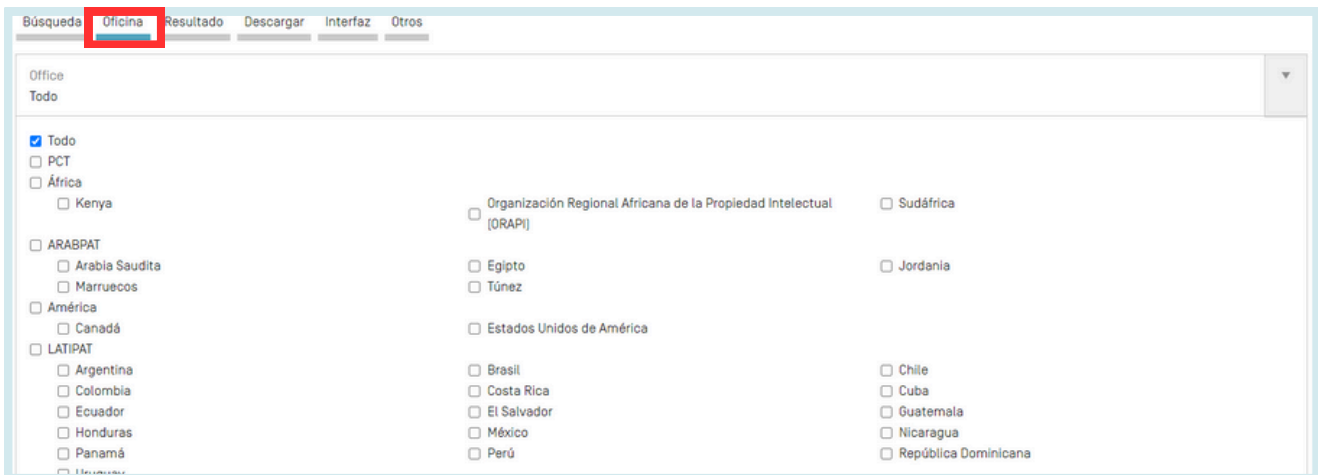 Búsqueda Oficina Resultado Descargar Interfaz Otros
Office
Todo
Todo
PCT
África
Kenya Organización Regional Africana de la Propiedad Intelectual (ORAPI) Sudáfrica
ARABPAT
Arabia Saudita Egipto Jordania
Marruecos Túnez
América
Canadá Estados Unidos de América
LATIPAT
Argentina Brasil Chile
Colombia Costa Rica Cuba
Ecuador El Salvador Guatemala
Honduras México Nicaragua
Panamá Perú República Dominicana
Uruguay